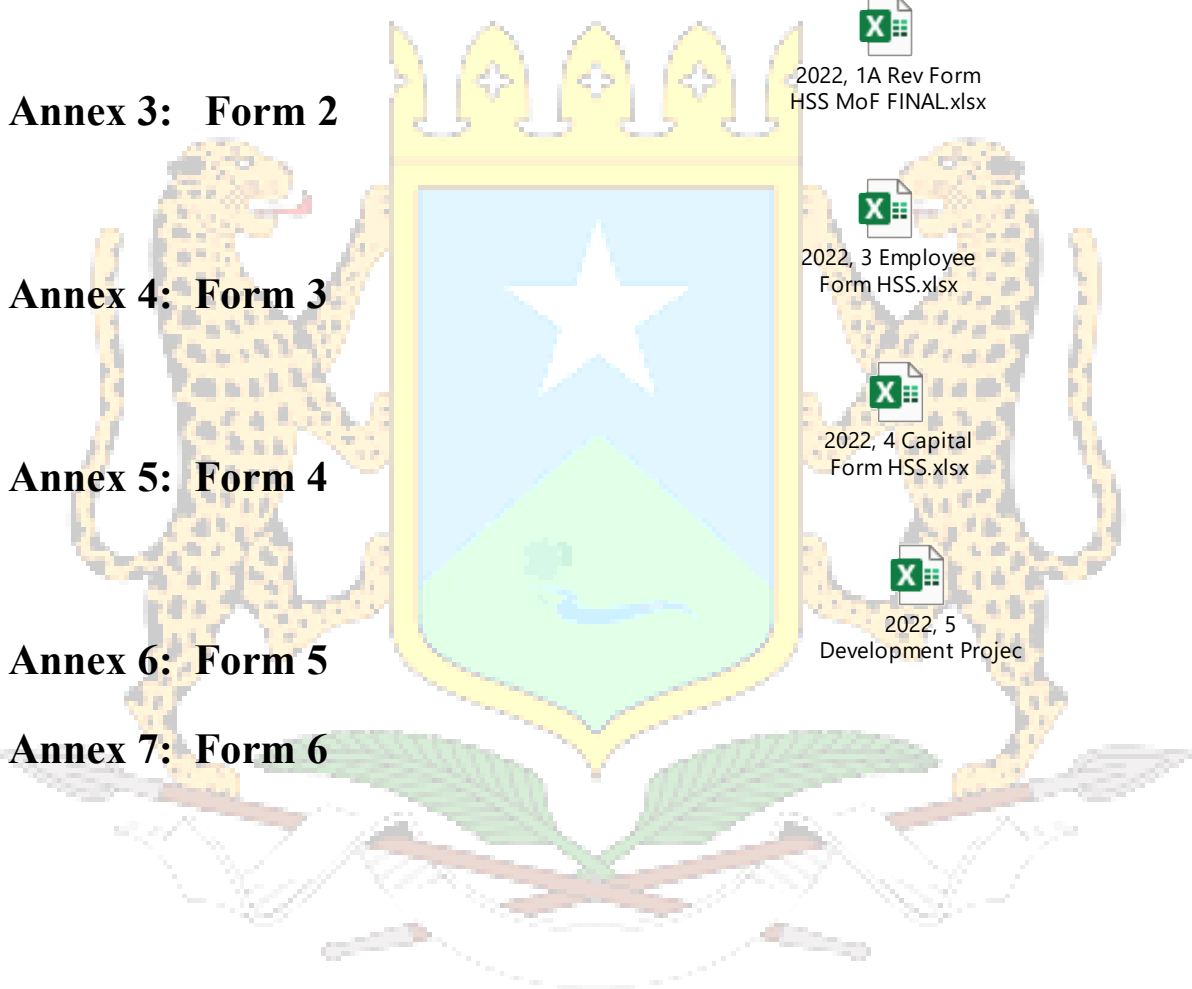 2022, 1A Rev Form
HSS MoF FINAL.xlsx
Annex 3: Form 2
2022, 3 Employee
Form HSS.xlsx
Annex 4: Form 3
2022, 4 Capital
Form HSS.xlsx
Annex 5: Form 4
2022, 5
Development Projec
Annex 6: Form 5
Annex 7: Form 6